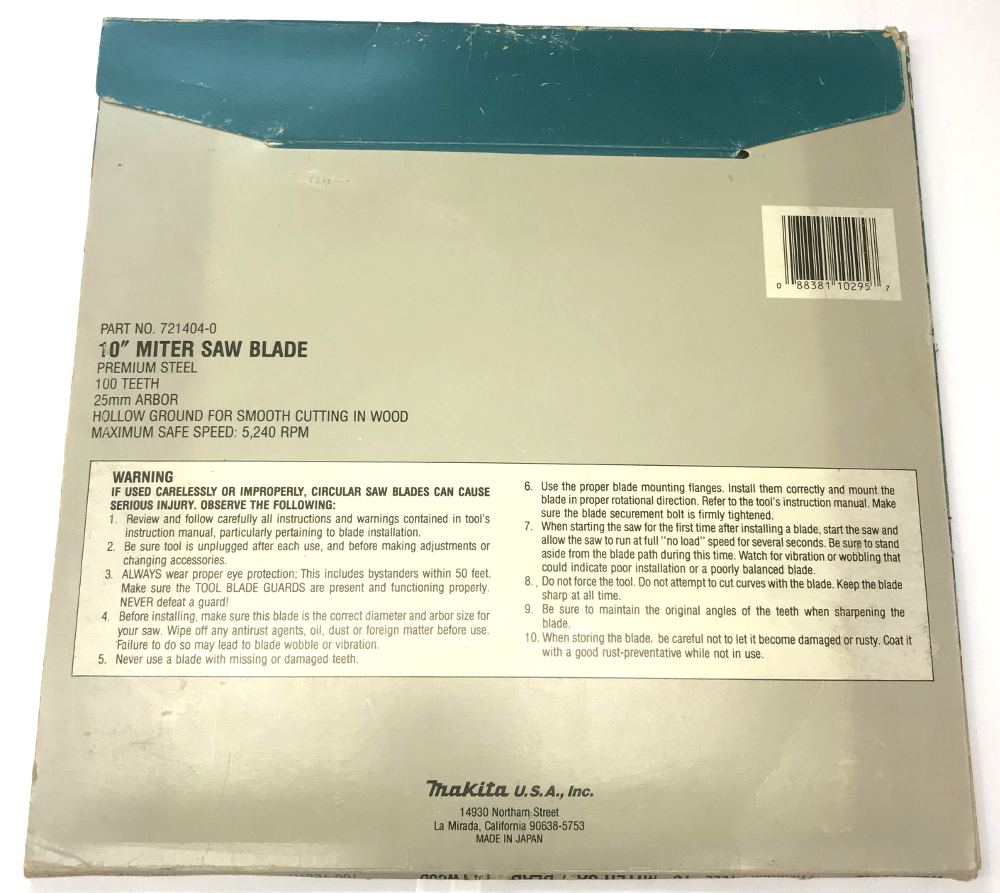 0 88381 10295 7
PART NO. 721404-0
10" MITER SAW BLADE
PREMIUM STEEL
100 TEETH
25mm ARBOR
HOLLOW GROUND FOR SMOOTH CUTTING IN WOOD
MAXIMUM SAFE SPEED: 5,240 RPM
WARNING
IF USED CARELESSLY OR IMPROPERLY, CIRCULAR SAW BLADES CAN CAUSE
SERIOUS INJURY. OBSERVE THE FOLLOWING:
1. Review and follow carefully all instructions and warnings contained in tool's
instruction manual, particularly pertaining to blade installation.
2. Be sure tool is unplugged after each use, and before making adjustments or
changing accessories.
3. ALWAYS wear proper eye protection; This includes bystanders within 50 feet.
Make sure the TOOL BLADE GUARDS are present and functioning properly.
NEVER defeat a guard!
4. Before installing, make sure this blade is the correct diameter and arbor size for
your saw. Wipe off any antirust agents, oil, dust or foreign matter before use.
Failure to do so may lead to blade wobble or vibration.
5. Never use a blade with missing or damaged teeth.
6. Use the proper blade mounting flanges. Install them correctly and mount the
blade in proper rotational direction. Refer to the tool's instruction manual. Make
sure the blade securement bolt is firmly tightened.
7. When starting the saw for the first time after installing a blade, start the saw and
allow the saw to run at full "no load" speed for several seconds. Be sure to stand
aside from the blade path during this time. Watch for vibration or wobbling that
could indicate poor installation or a poorly balanced blade.
8. Do not force the tool. Do not attempt to cut curves with the blade. Keep the blade
sharp at all time.
9. Be sure to maintain the original angles of the teeth when sharpening the
blade.
10. When storing the blade. be careful not to let it become damaged or rusty. Coat it
with a good rust-preventative while not in use.
Makita U.S.A., Inc.
14930 Northam Street
La Mirada, California 90638-5753
MADE IN JAPAN